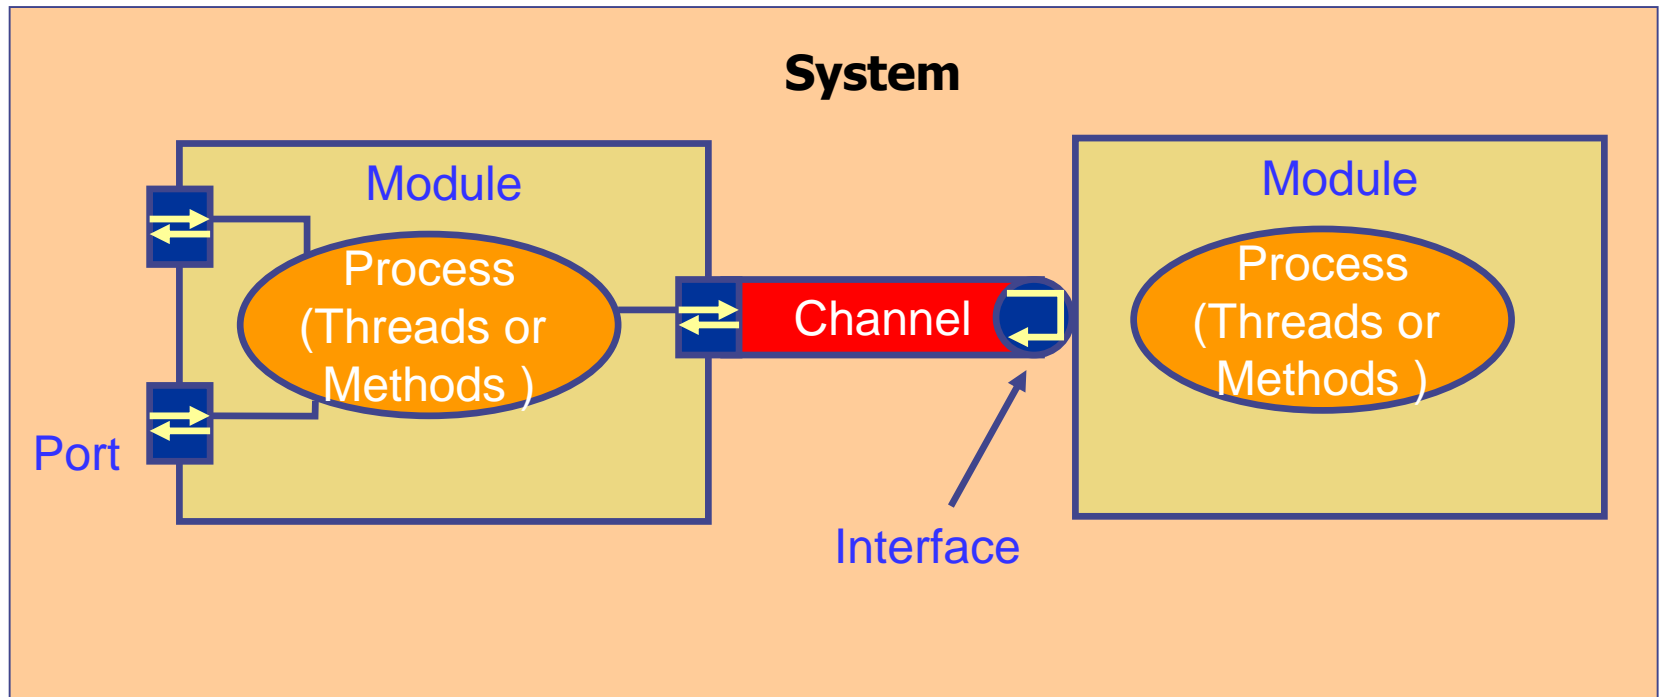 System
Module
Process
(Threads or
Methods )
Port
Channel
Interface
Module
Process
(Threads or
Methods )